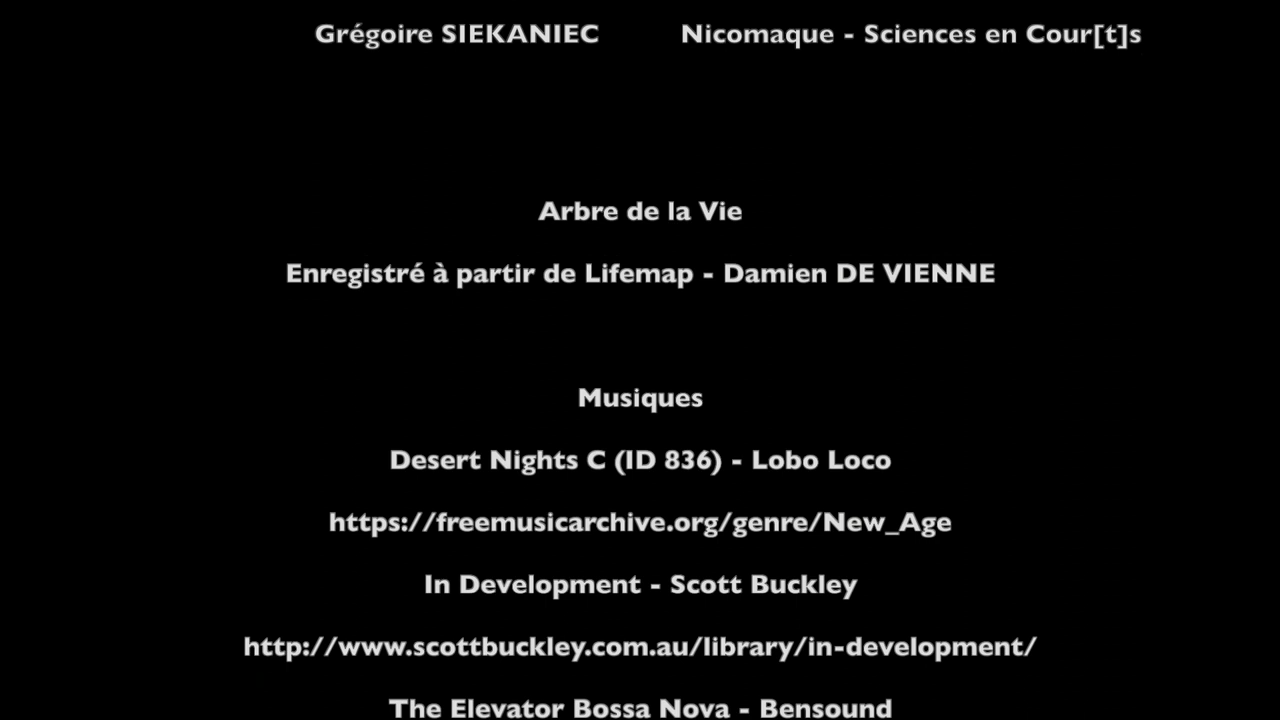 Grégoire SIEKANIEC Nicomaque - Sciences en Cour[t]s
Arbre de la Vie
Enregistré à partir de Lifemap - Damien DE VIENNE
Musiques
Desert Nights C (ID 836) - Lobo Loco
https://freemusicarchive.org/genre/New_Age
In Development - Scott Buckley
http://www.scottbuckley.com.au/library/in-development/
The Elevator Bossa Nova - Bensound